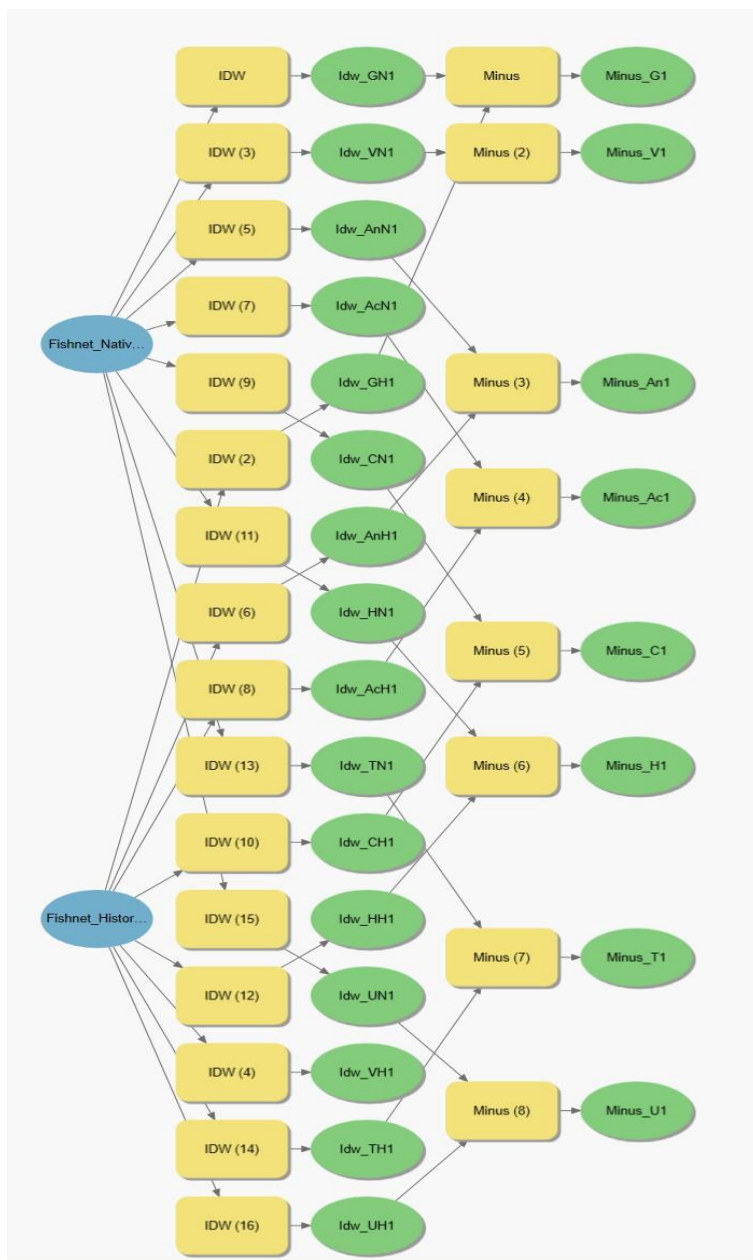 IDW
Idw_GN1
Minus
Minus_G1
IDW (3)
Idw_VN1
Minus (2)
Minus_V1
IDW (5)
Idw_AnN1
IDW (7)
Idw_AcN1
Fishnet_Nativ...
IDW (9)
Idw_GH1
Minus (3)
Minus_An1
IDW (2)
Idw_CN1
Minus (4)
Minus_Ac1
IDW (11)
Idw_AnH1
IDW (6)
Idw_HN1
Minus (5)
Minus_C1
IDW (8)
Idw_AcH1
IDW (13)
Idw_TN1
Minus (6)
Minus_H1
IDW (10)
Idw_CH1
Fishnet_Histor...
IDW (15)
Idw_HH1
Minus (7)
Minus_T1
IDW (12)
Idw_UN1
IDW (4)
Idw_VH1
Minus (8)
Minus_U1
IDW (14)
Idw_TH1
IDW (16)
Idw_UH1